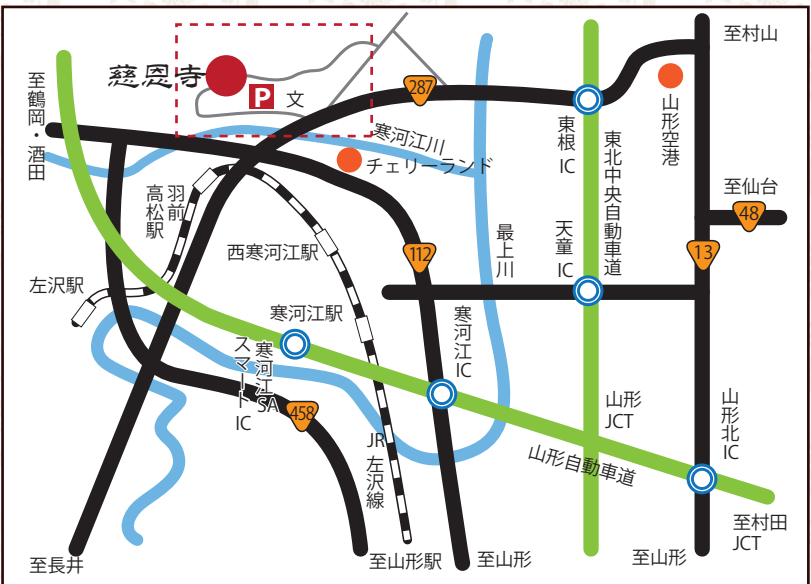 至村山
慈恩寺
P
文
287
至鶴岡・酒田
寒河江川
チェリーランド
東根IC
東北中央自動車道
山形空港
至仙台
48
羽前
高松駅
西寒河江駅
112
最上川
天童IC
13
左沢駅
寒河江駅
寒河江IC
寒河江SA
スマートIC
458
山形
JCT
山形北IC
JR左沢線
山形自動車道
至村田
JCT
至長井
至山形駅
至山形
至山形